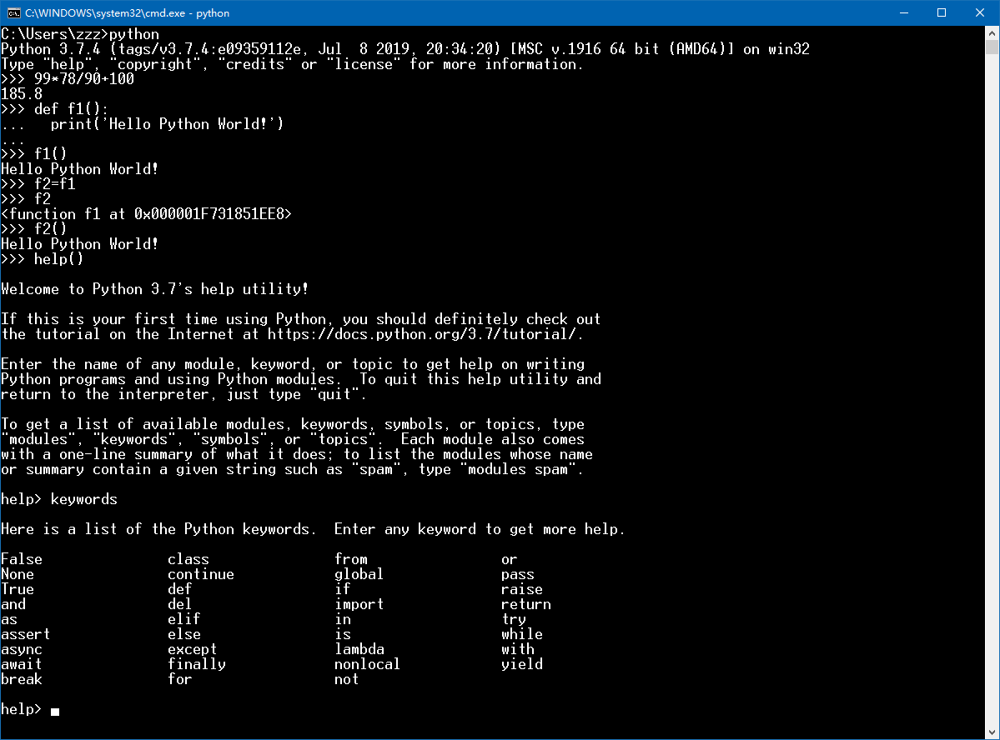 C:\WINDOWS\system32\cmd.exe - python
C:\Users\zzz>python
Python 3.7.4 (tags/v3.7.4:e09359112e, Jul  8 2019, 20:34:20) [MSC v.1916 64 bit (AMD64)] on win32
Type "help", "copyright", "credits" or "license" for more information.
>>> 99*78/90+100
185.8
>>> def f1():
...   print('Hello Python World!')
...
>>> f1()
Hello Python World!
>>> f2=f1
>>> f2
<function f1 at 0x000001F731851EE8>
>>> f2()
Hello Python World!
>>> help()

Welcome to Python 3.7's help utility!

If this is your first time using Python, you should definitely check out
the tutorial on the Internet at https://docs.python.org/3.7/tutorial/.

Enter the name of any module, keyword, or topic to get help on writing
Python programs and using Python modules.  To quit this help utility and
return to the interpreter, just type "quit".

To get a list of available modules, keywords, symbols, or topics, type
"modules", "keywords", "symbols", or "topics".  Each module also comes
with a one-line summary of what it does; to list the modules whose name
or summary contain a given string such as "spam", type "modules spam".

help> keywords

Here is a list of the Python keywords.  Enter any keyword to get more help.

False               class               from                or
None                continue            global              pass
True                def                 if                  raise
and                 del                 import              return
as                  elif                in                  try
assert              else                is                  while
async               except              lambda              with
await               finally             nonlocal            yield
break               for                 not

help>